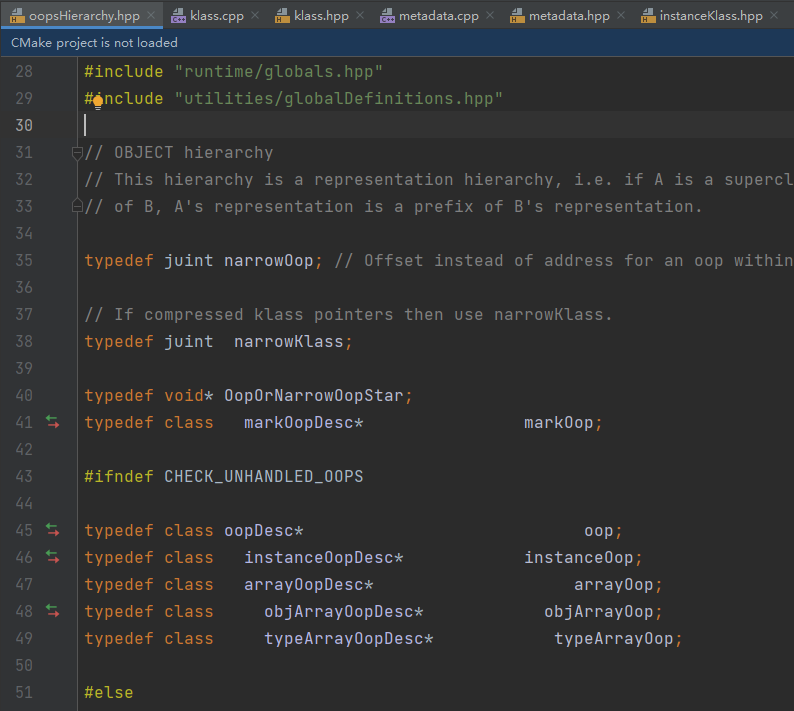 oopsHierarchy.hpp klass.cpp klass.hpp metadata.cpp metadata.hpp instanceKlass.hpp
CMake project is not loaded
28 #include "runtime/globals.hpp"
29 #include "utilities/globalDefinitions.hpp"
30
31 // OBJECT hierarchy
32 // This hierarchy is a representation hierarchy, i.e. if A is a supercl
33 // of B, A's representation is a prefix of B's representation.
34
35 typedef juint narrowOop; // Offset instead of address for an oop within
36
37 // If compressed klass pointers then use narrowKlass.
38 typedef juint  narrowKlass;
39
40 typedef void* OopOrNarrowOopStar;
41 typedef class   markOopDesc*                markOop;
42
43 #ifndef CHECK_UNHANDLED_OOPS
44
45 typedef class oopDesc*                            oop;
46 typedef class   instanceOopDesc*            instanceOop;
47 typedef class   arrayOopDesc*                    arrayOop;
48 typedef class     objArrayOopDesc*            objArrayOop;
49 typedef class     typeArrayOopDesc*            typeArrayOop;
50
51 #else